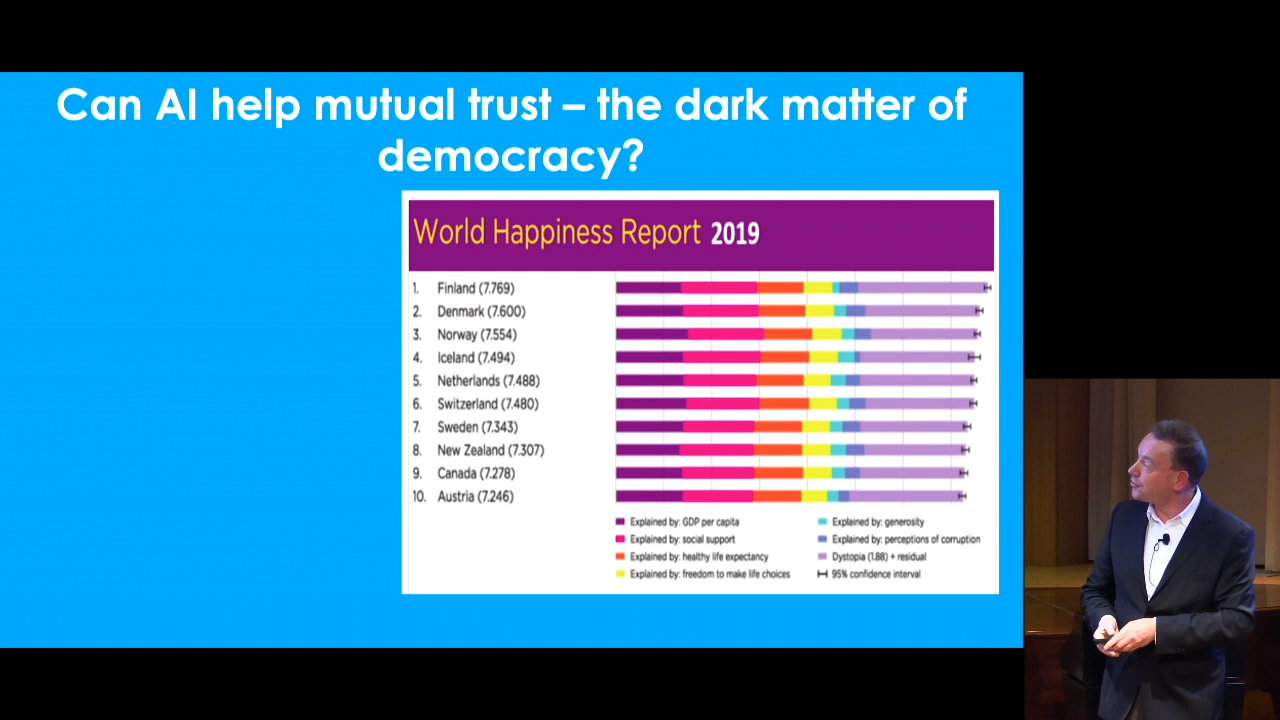 Can AI help mutual trust – the dark matter of
democracy?
World Happiness Report 2019
1. Finland (7.769)
2. Denmark (7.600)
3. Norway (7.554)
4. Iceland (7.494)
5. Netherlands (7.488)
6. Switzerland (7.480)
7. Sweden (7.343)
8. New Zealand (7.307)
9. Canada (7.278)
10. Austria (7.246)
Explained by: GDP per capita
Explained by: social support
Explained by: healthy life expectancy
Explained by: freedom to make life choices
Explained by: generosity
Explained by: perceptions of corruption
Dystopia (1.88) + residual
95% confidence interval